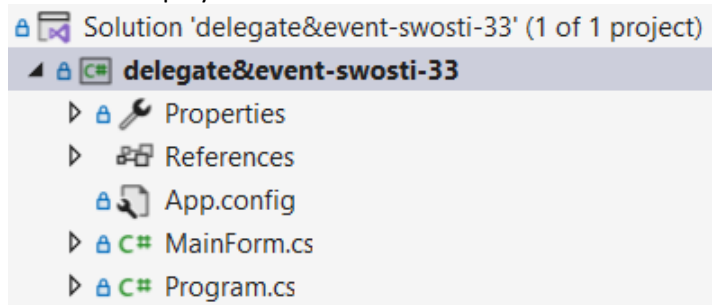 Solution 'delegate&event-swosti-33' (1 of 1 project)
C# delegate&event-swosti-33
Properties
References
App.config
C# MainForm.cs
C# Program.cs